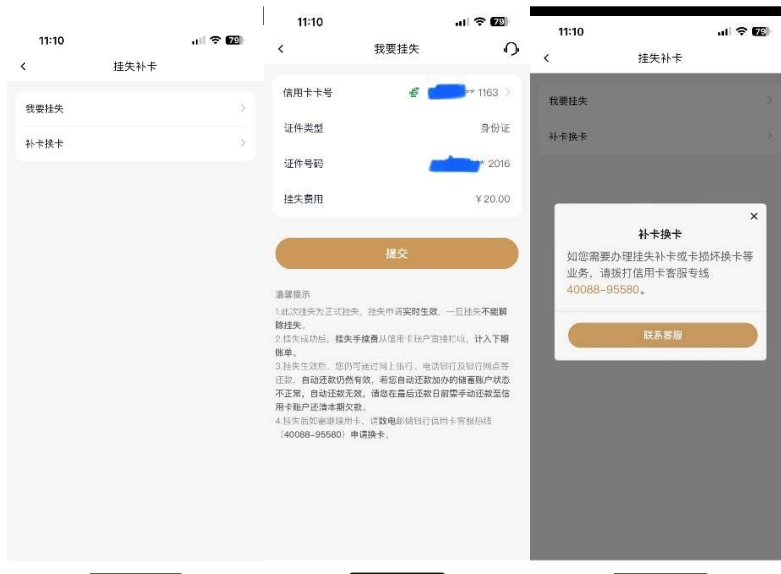 11:10
79
挂失补卡
我要挂失
补卡换卡
11:10
79
我要挂失
信用卡卡号
** 1163
证件类型
身份证
证件号码
* 2016
挂失费用
¥20.00
提交
温馨提示
1.此次挂失为正式挂失，挂失申请实时生效，一旦挂失不能解
除挂失。
2.挂失成功后，挂失手续费从信用卡账户直接扣收，计入下期
账单。
3.挂失生效后，您仍可通过网上银行、电话银行及银行网点等
还款，自动还款仍然有效，若您自动还款加办的储蓄账户状态
不正常，自动还款无效，请您在最后还款日前需手动还款至信
用卡账户还清本期欠款。
4.挂失后如需继续用卡，请致电邮储银行信用卡客服热线
（40088-95580）申请换卡。
11:10
79
挂失补卡
我要挂失
补卡换卡
×
补卡换卡
如您需要办理挂失补卡或卡损坏换卡等
业务，请拨打信用卡客服专线
40088-95580。
联系客服